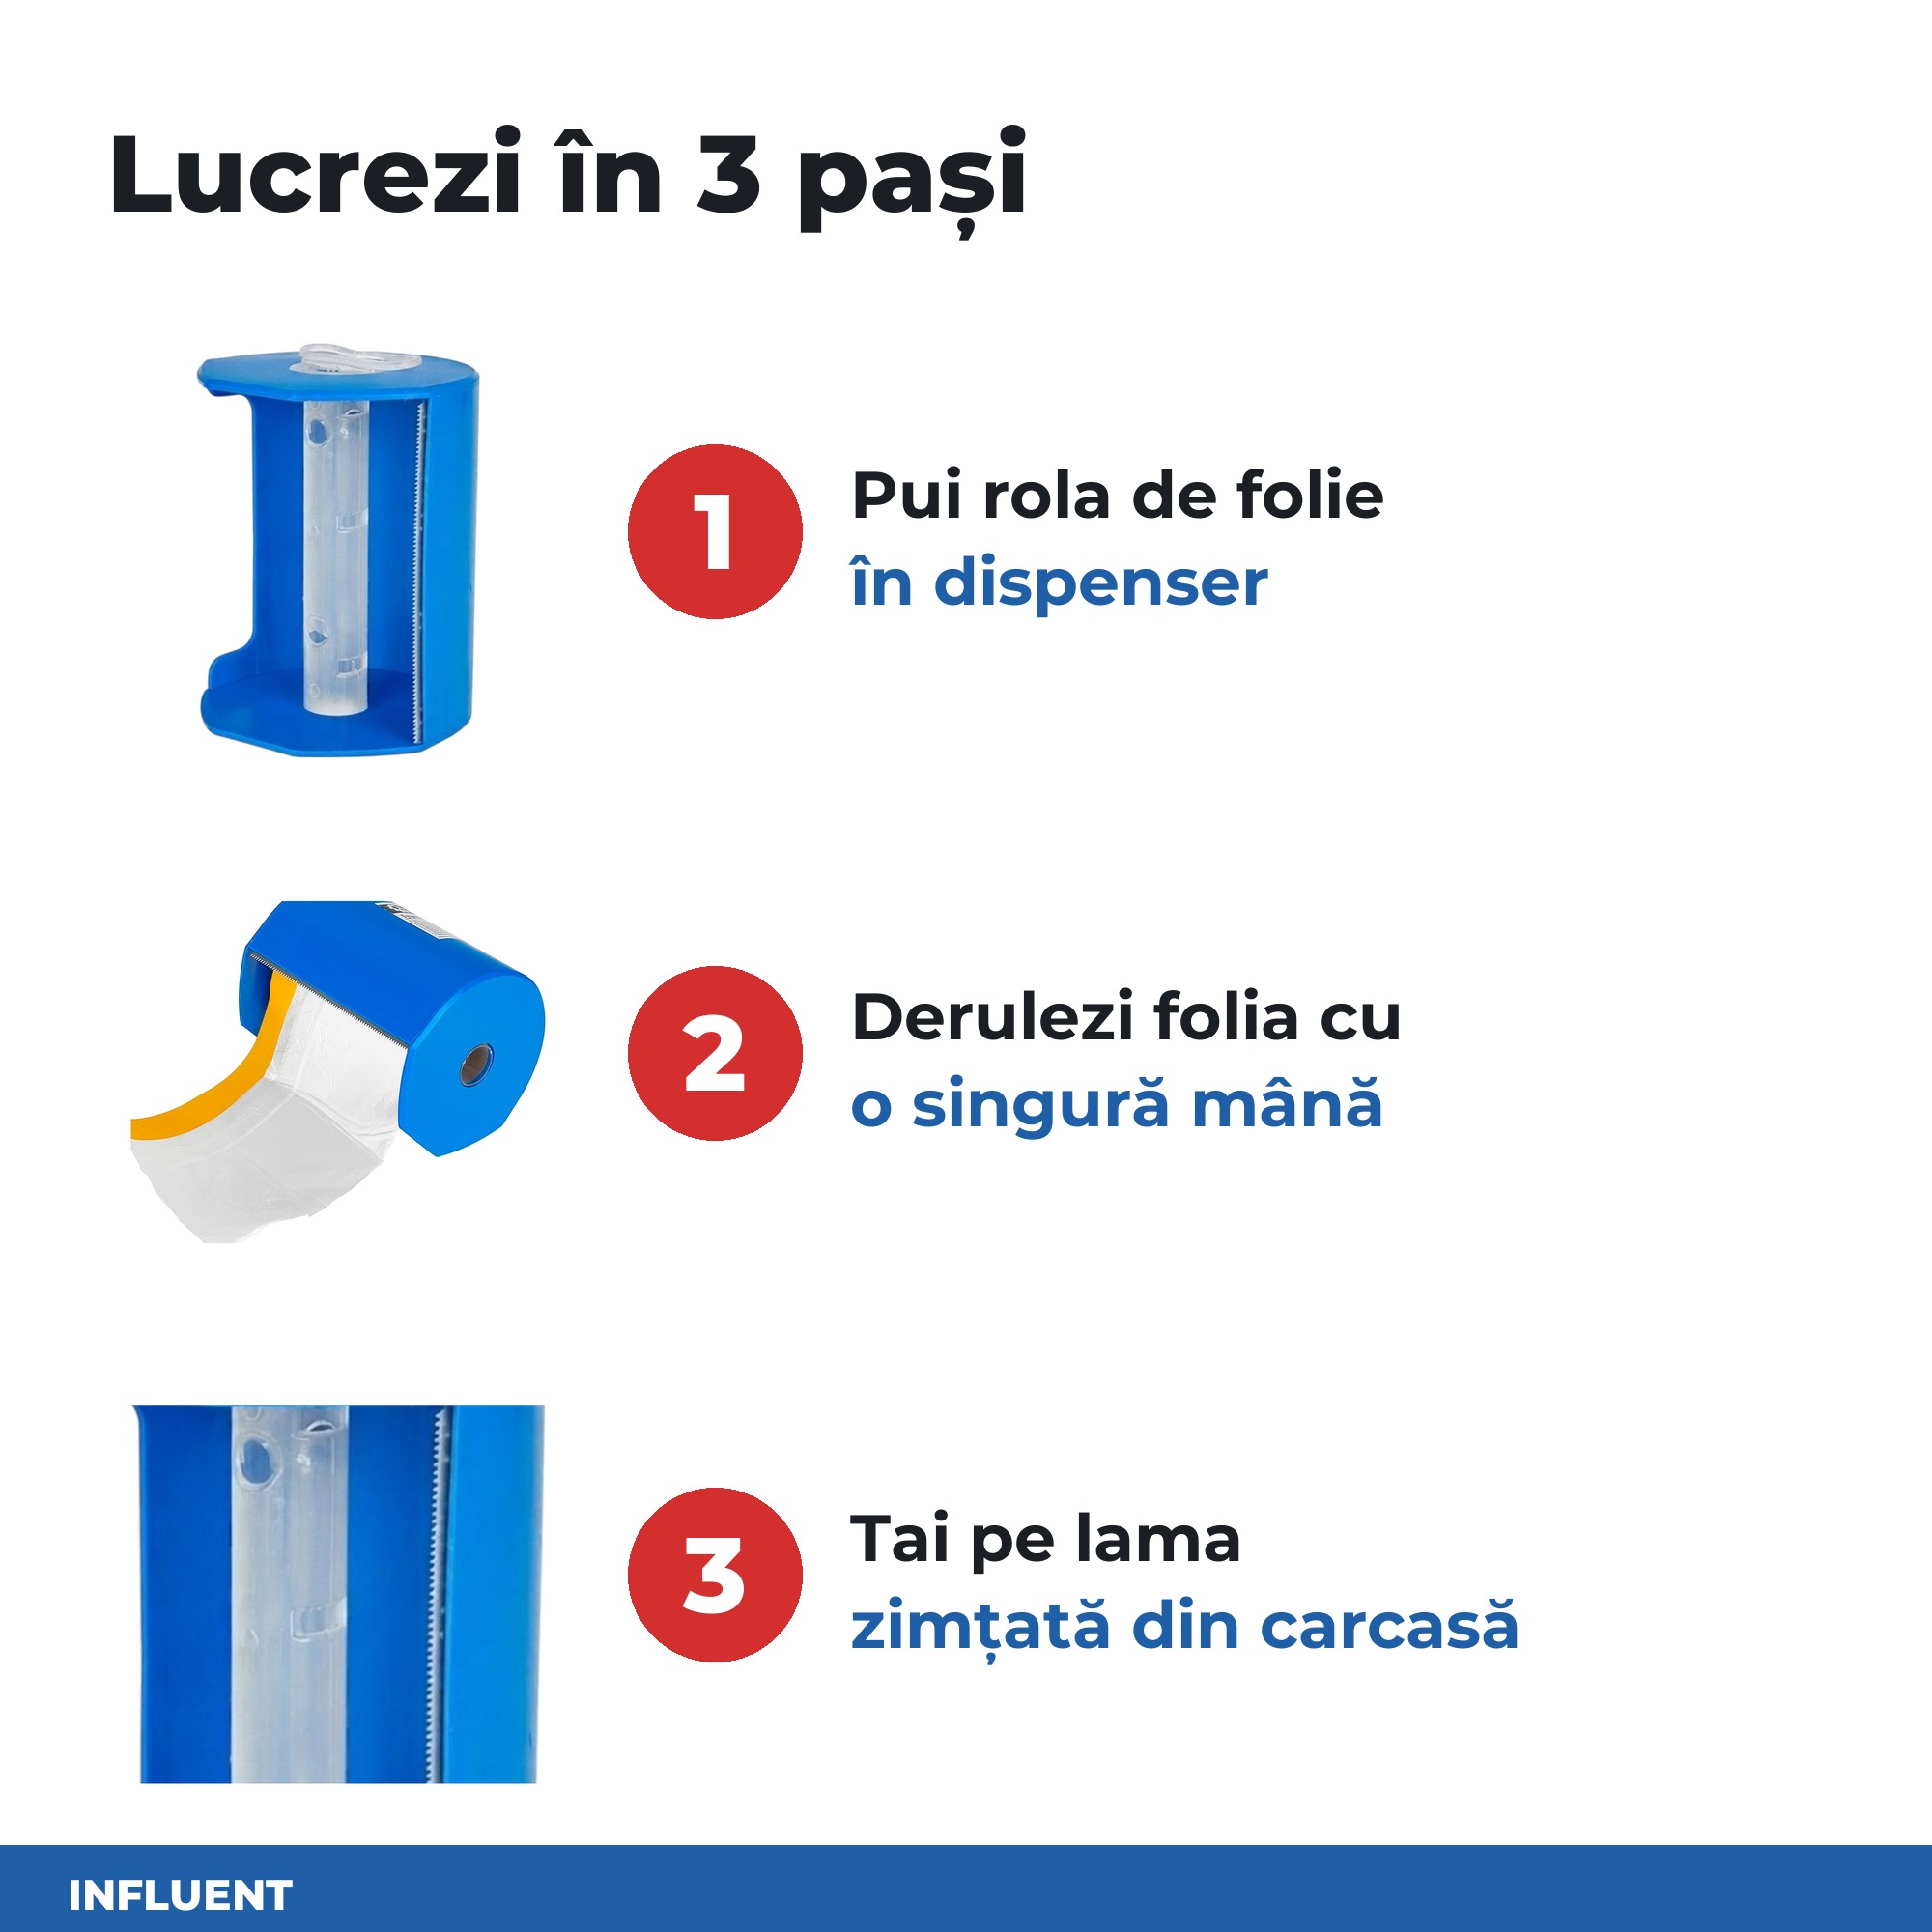 Lucrezi în 3 pași
1
Pui rola de folie
în dispenser
2
Derulezi folia cu
o singură mână
3
Tai pe lama
zimțată din carcasă
INFLUENT